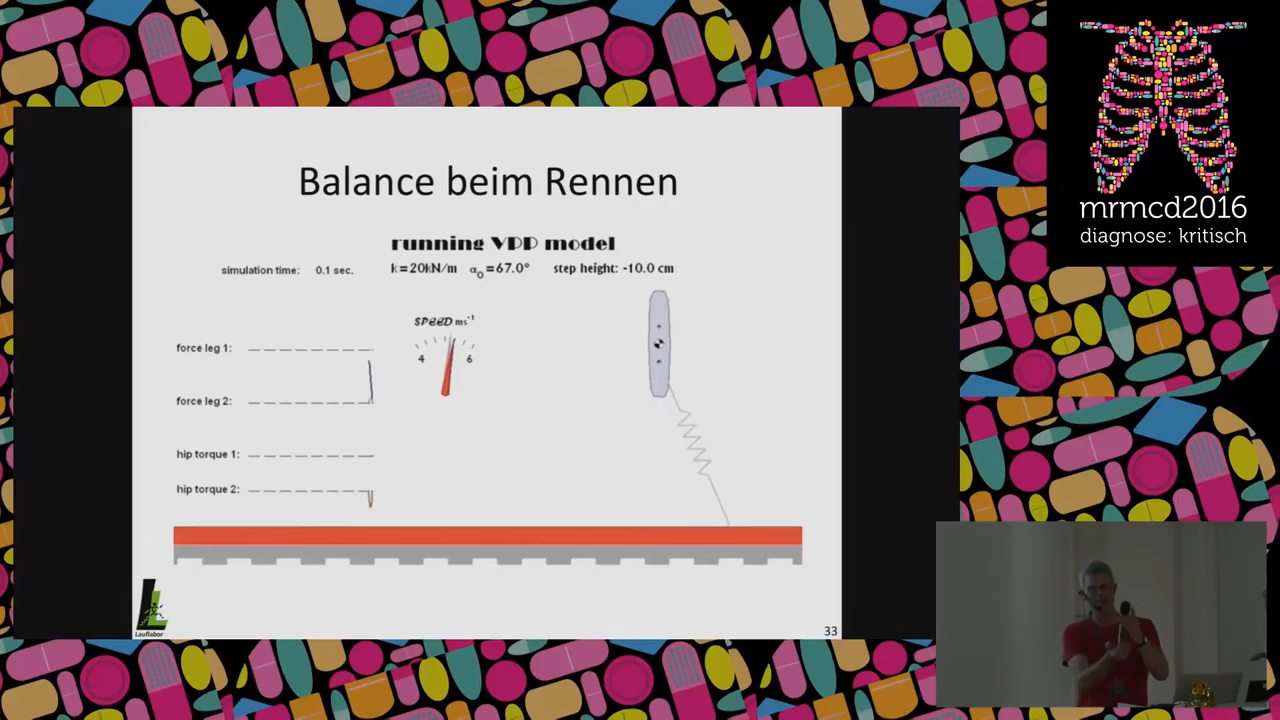 Balance beim Rennen
running VPP model
simulation time: 0.1 sec.
k=20kN/m α0=67.0° step height: -10.0 cm
SPEED ms-1
4 6
force leg 1:
force leg 2:
hip torque 1:
hip torque 2:
Lauflabor
33
mrmcd2016
diagnose: kritisch